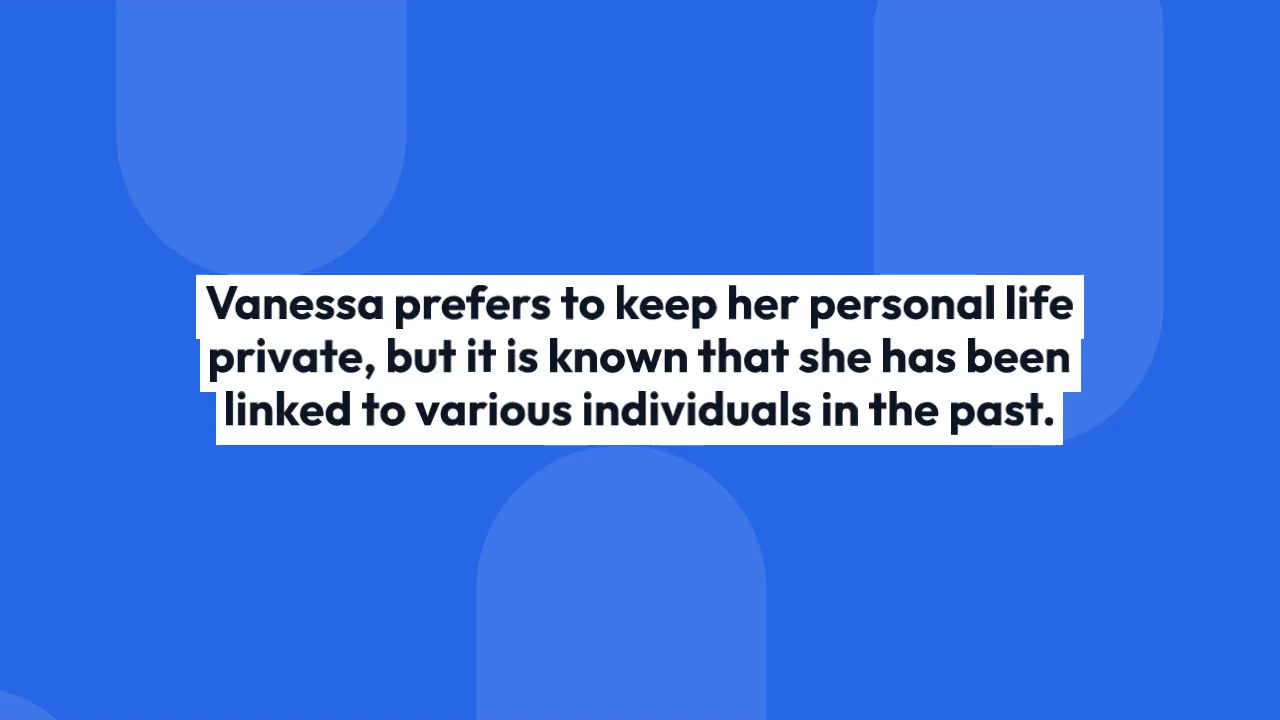 Vanessa prefers to keep her personal life
private, but it is known that she has been
linked to various individuals in the past.